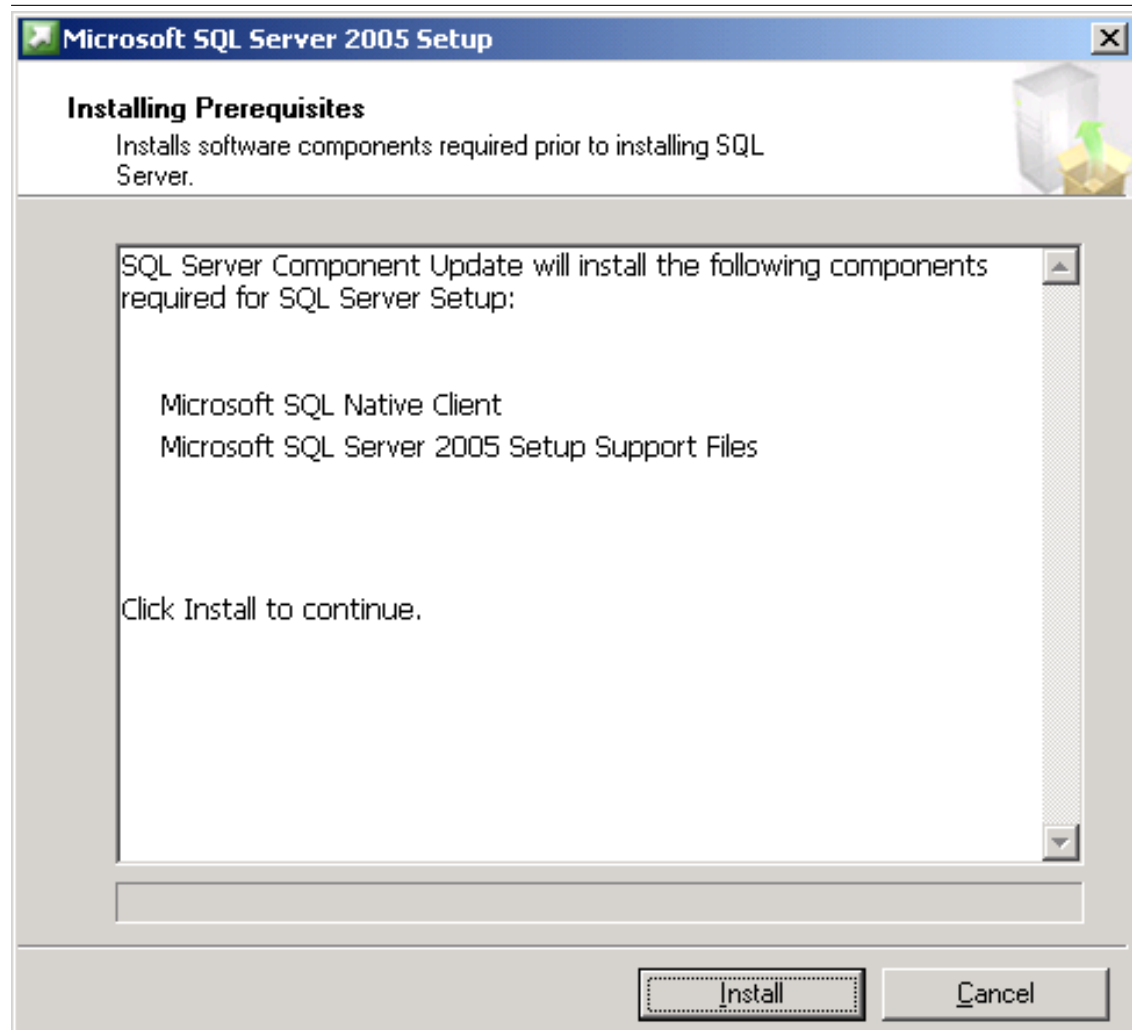 Microsoft SQL Server 2005 Setup
Installing Prerequisites
Installs software components required prior to installing SQL
Server.
SQL Server Component Update will install the following components
required for SQL Server Setup:
Microsoft SQL Native Client
Microsoft SQL Server 2005 Setup Support Files
Click Install to continue.
Install
Cancel